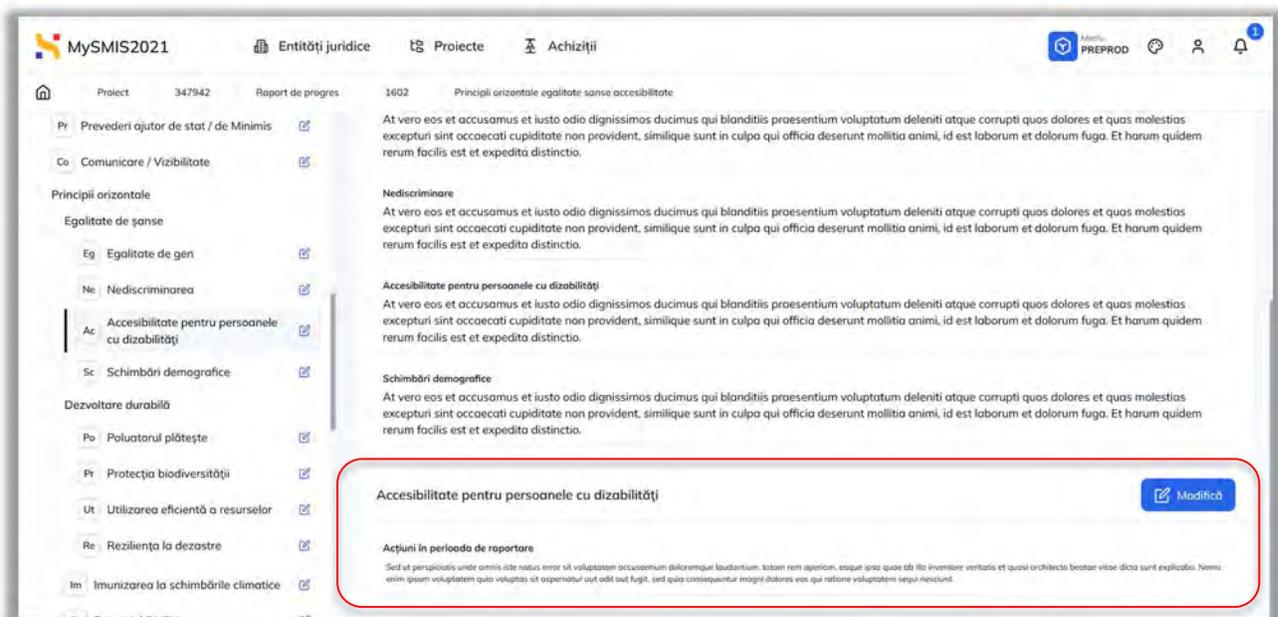 MySMIS2021
Entități juridice
Proiecte
Achiziții
Mediu
PREPROD
1
Proiect 347942 Raport de progres 1602 Principii orizontale egalitate sanse accesibilitate
Pr Prevederi ajutor de stat / de Minimis
Co Comunicare / Vizibilitate
Principii orizontale
Egalitate de șanse
Eg Egalitate de gen
Ne Nediscriminarea
Ac Accesibilitate pentru persoanele
cu dizabilități
Sc Schimbări demografice
Dezvoltare durabilă
Po Poluatorul plătește
Pr Protecția biodiversității
Ut Utilizarea eficientă a resurselor
Re Reziliența la dezastre
Im Imunizarea la schimbările climatice
At vero eos et accusamus et iusto odio dignissimos ducimus qui blanditiis praesentium voluptatum deleniti atque corrupti quos dolores et quas molestias
excepturi sint occaecati cupiditate non provident, similique sunt in culpa qui officia deserunt mollitia animi, id est laborum et dolorum fuga. Et harum quidem
rerum facilis est et expedita distinctio.
Nediscriminare
At vero eos et accusamus et iusto odio dignissimos ducimus qui blanditiis praesentium voluptatum deleniti atque corrupti quos dolores et quas molestias
excepturi sint occaecati cupiditate non provident, similique sunt in culpa qui officia deserunt mollitia animi, id est laborum et dolorum fuga. Et harum quidem
rerum facilis est et expedita distinctio.
Accesibilitate pentru persoanele cu dizabilități
At vero eos et accusamus et iusto odio dignissimos ducimus qui blanditiis praesentium voluptatum deleniti atque corrupti quos dolores et quas molestias
excepturi sint occaecati cupiditate non provident, similique sunt in culpa qui officia deserunt mollitia animi, id est laborum et dolorum fuga. Et harum quidem
rerum facilis est et expedita distinctio.
Schimbări demografice
At vero eos et accusamus et iusto odio dignissimos ducimus qui blanditiis praesentium voluptatum deleniti atque corrupti quos dolores et quas molestias
excepturi sint occaecati cupiditate non provident, similique sunt in culpa qui officia deserunt mollitia animi, id est laborum et dolorum fuga. Et harum quidem
rerum facilis est et expedita distinctio.
Accesibilitate pentru persoanele cu dizabilități
Modifică
Acțiuni în perioada de raportare
Sed ut perspiciatis unde omnis iste natus error sit voluptatem accusantium doloremque laudantium, totam rem aperiam, eaque ipsa quae ab illo inventore veritatis et quasi architecto beatae vitae dicta sunt explicabo. Nemo
enim ipsam voluptatem quia voluptas sit aspernatur aut odit aut fugit, sed quia consequuntur magni dolores eos qui ratione voluptatem sequi nesciunt.